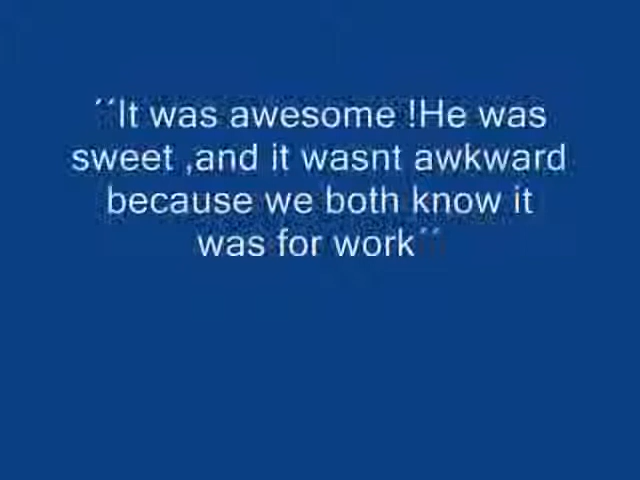 ´´It was awesome !He was
sweet ,and it wasnt awkward
because we both know it
was for work´´